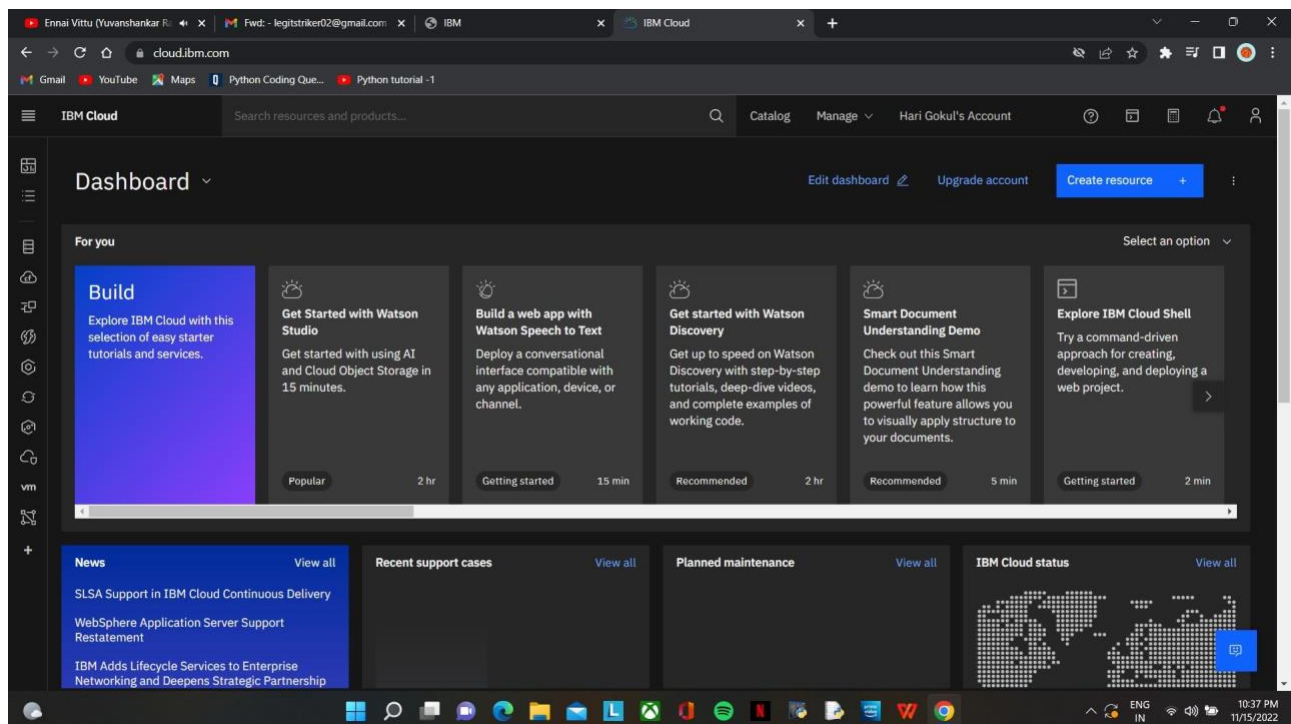 Ennai Vittu (Yuvanshankar Ra
Fwd: - legitstriker02@gmail.com
IBM
IBM Cloud
cloud.ibm.com
Gmail YouTube Maps Python Coding Que... Python tutorial -1
IBM Cloud Search resources and products... Catalog Manage Hari Gokul's Account
Dashboard Edit dashboard Upgrade account Create resource +
For you Select an option
Build
Explore IBM Cloud with this
selection of easy starter
tutorials and services.
Get Started with Watson
Studio
Get started with using AI
and Cloud Object Storage in
15 minutes.
Popular 2 hr
Build a web app with
Watson Speech to Text
Deploy a conversational
interface compatible with
any application, device, or
channel.
Getting started 15 min
Get started with Watson
Discovery
Get up to speed on Watson
Discovery with step-by-step
tutorials, deep-dive videos,
and complete examples of
working code.
Recommended 2 hr
Smart Document
Understanding Demo
Check out this Smart
Document Understanding
demo to learn how this
powerful feature allows you
to visually apply structure to
your documents.
Recommended 5 min
Explore IBM Cloud Shell
Try a command-driven
approach for creating,
developing, and deploying a
web project.
Getting started 2 min
vm
News View all
SLSA Support in IBM Cloud Continuous Delivery
WebSphere Application Server Support
Restatement
IBM Adds Lifecycle Services to Enterprise
Networking and Deepens Strategic Partnership
Recent support cases View all
Planned maintenance View all
IBM Cloud status View all
ENG
IN
10:37 PM
11/15/2022